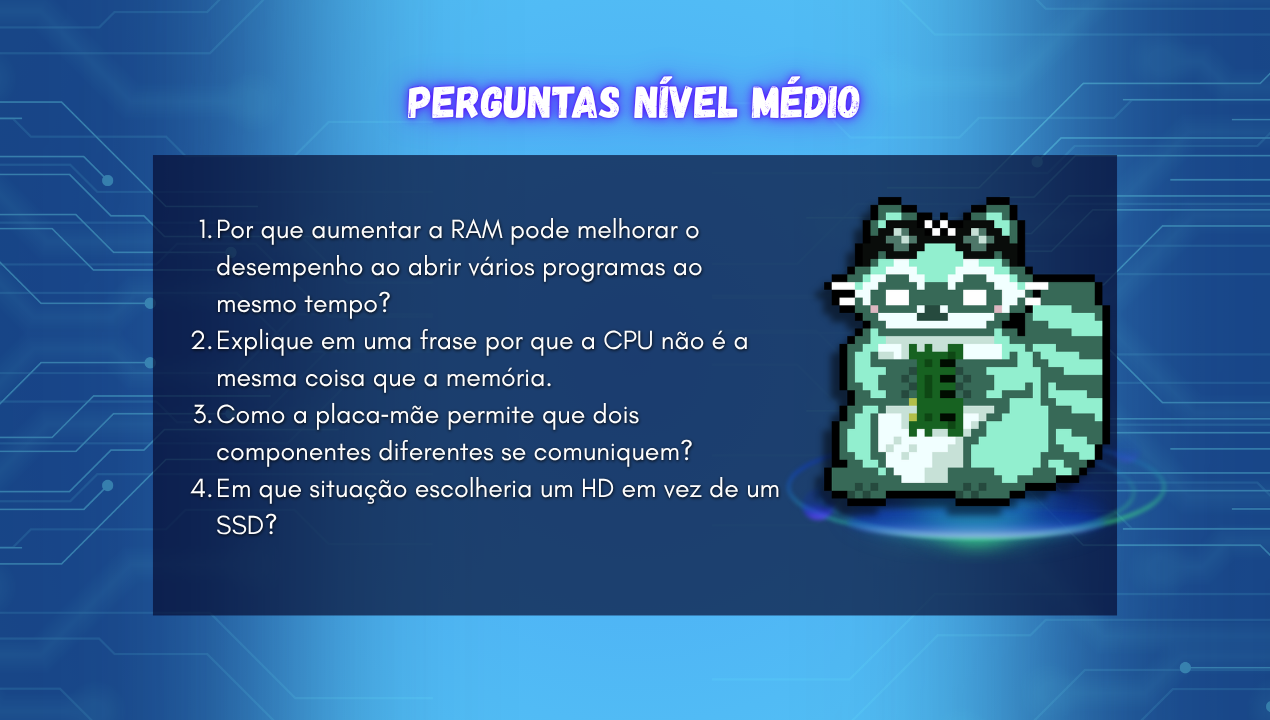 PERGUNTAS NÍVEL MÉDIO
1. Por que aumentar a RAM pode melhorar o
desempenho ao abrir vários programas ao
mesmo tempo?
2. Explique em uma frase por que a CPU não é a
mesma coisa que a memória.
3. Como a placa-mãe permite que dois
componentes diferentes se comuniquem?
4. Em que situação escolheria um HD em vez de um
SSD?